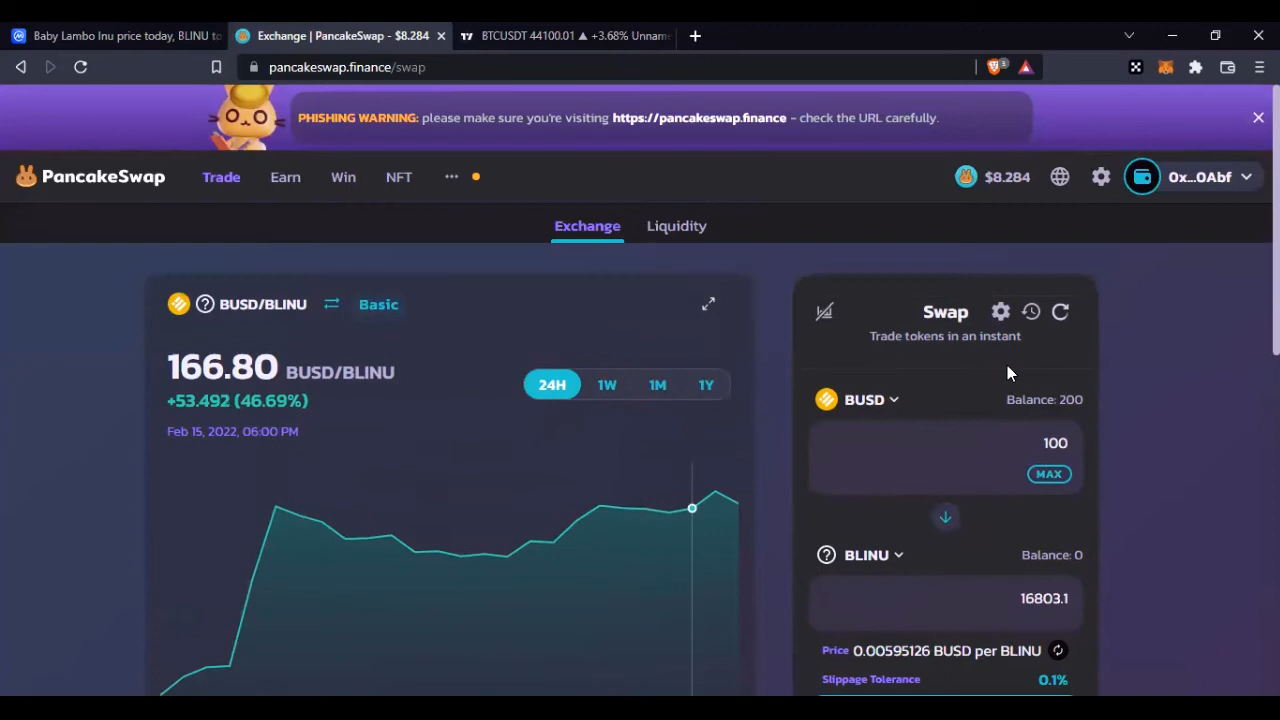 Baby Lambo Inu price today, BLINU to
Exchange | PancakeSwap - $8.284
BTCUSDT 44100.01 ▲ +3.68% Unnam
pancakeswap.finance/swap
PHISHING WARNING: please make sure you're visiting https://pancakeswap.finance - check the URL carefully.
PancakeSwap
Trade
Earn
Win
NFT
$8.284
0x...0Abf
Exchange
Liquidity
BUSD/BLINU
Basic
166.80 BUSD/BLINU
+53.492 (46.69%)
Feb 15, 2022, 06:00 PM
24H
1W
1M
1Y
Swap
Trade tokens in an instant
BUSD
Balance: 200
100
MAX
BLINU
Balance: 0
16803.1
Price 0.00595126 BUSD per BLINU
Slippage Tolerance 0.1%